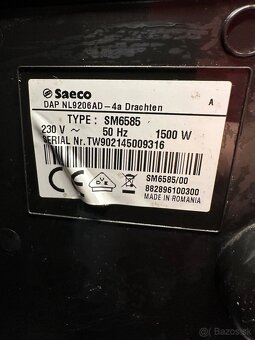 Saeco
DAP NL9206AD-4a Drachten
A
TYPE: SM6585
230 V ~ 50 Hz 1500 W
SERIAL Nr. TW902145009316
CE
SM6585/00
882896100300
MADE IN ROMANIA
bazos.sk